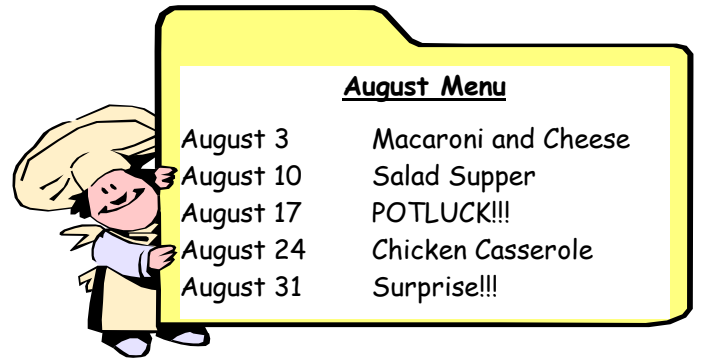 August Menu
August 3 Macaroni and Cheese
August 10 Salad Supper
August 17 POTLUCK!!!
August 24 Chicken Casserole
August 31 Surprise!!!